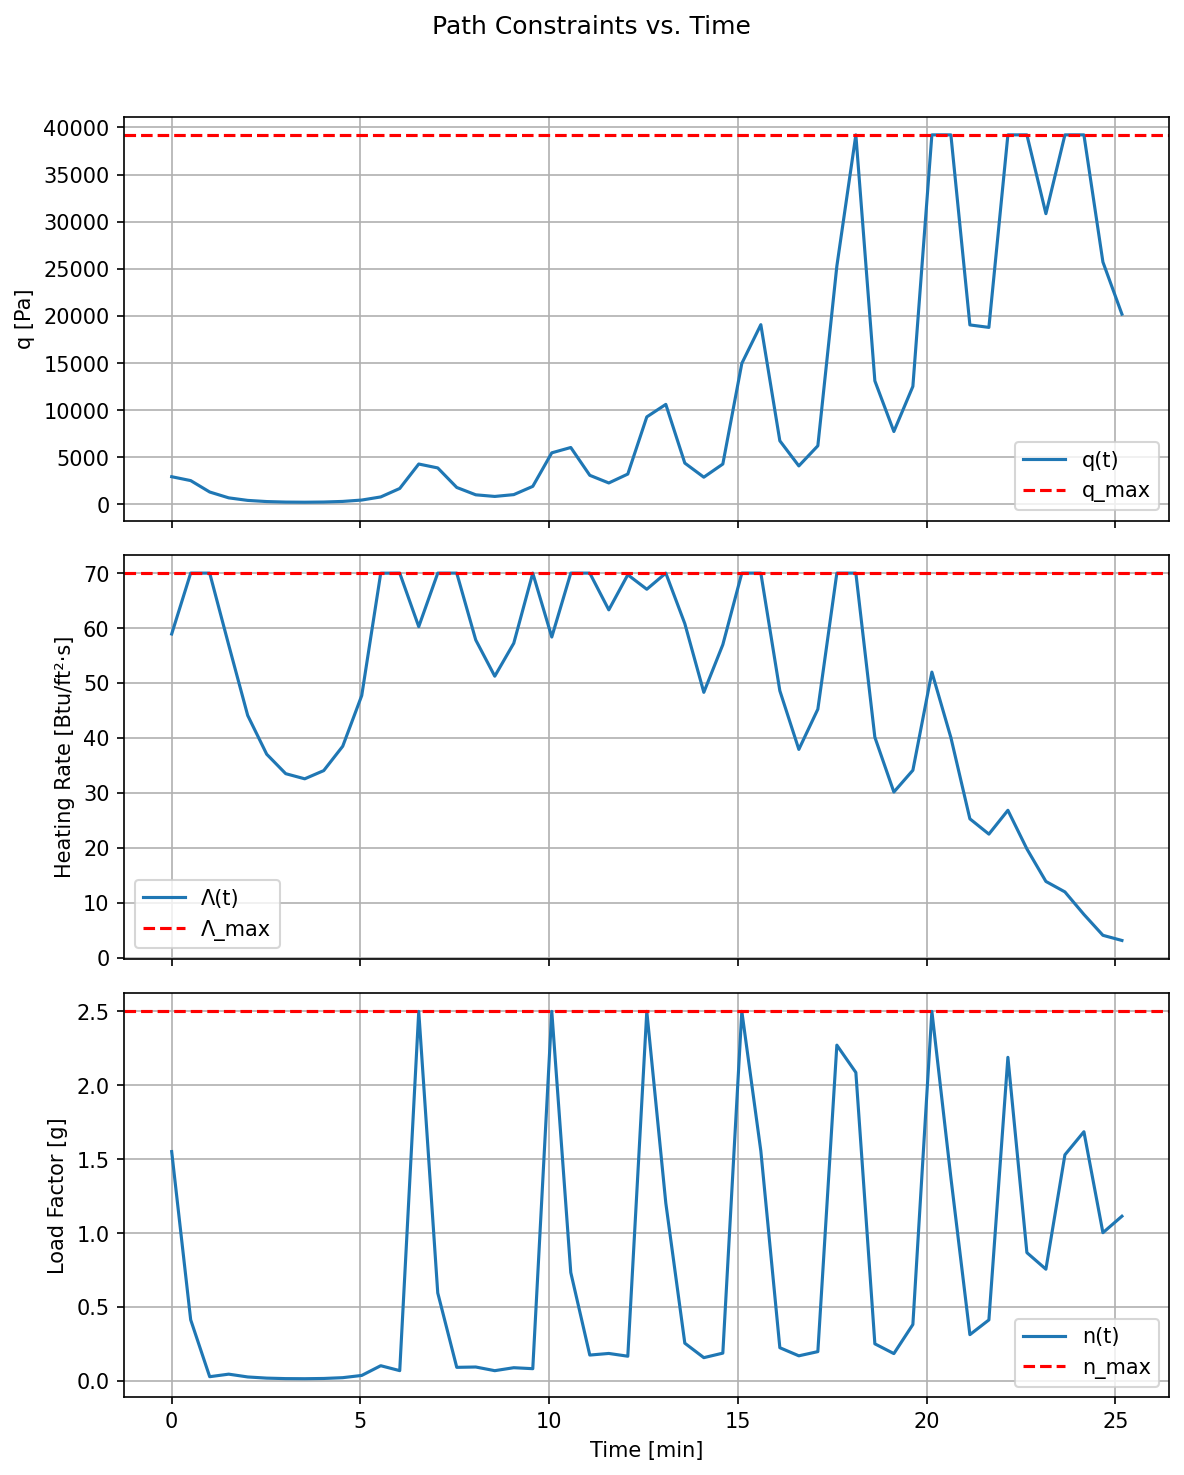 Path Constraints vs. Time
40000
35000
30000
25000
20000
15000
10000
5000
0
q [Pa]
q(t)
q_max
70
60
50
40
30
20
10
0
Heating Rate [Btu/ft²·s]
Λ(t)
Λ_max
2.5
2.0
1.5
1.0
0.5
0.0
Load Factor [g]
n(t)
n_max
0 5 10 15 20 25
Time [min]